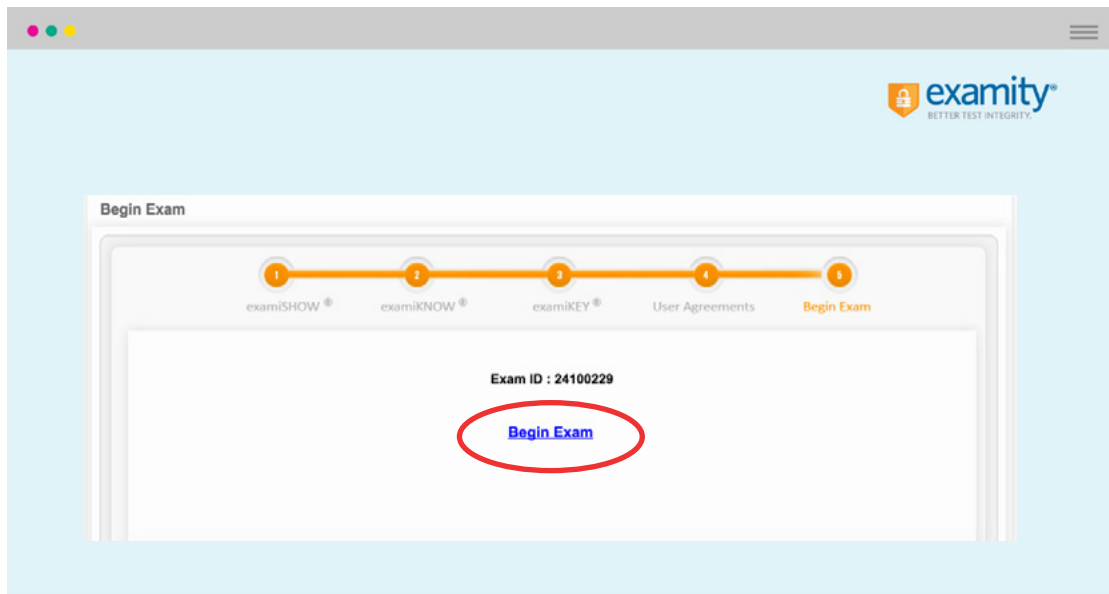 examity®
BETTER TEST INTEGRITY.
Begin Exam
1 2 3 4 5
examiSHOW ® examiKNOW ® examiKEY ® User Agreements Begin Exam
Exam ID : 24100229
Begin Exam